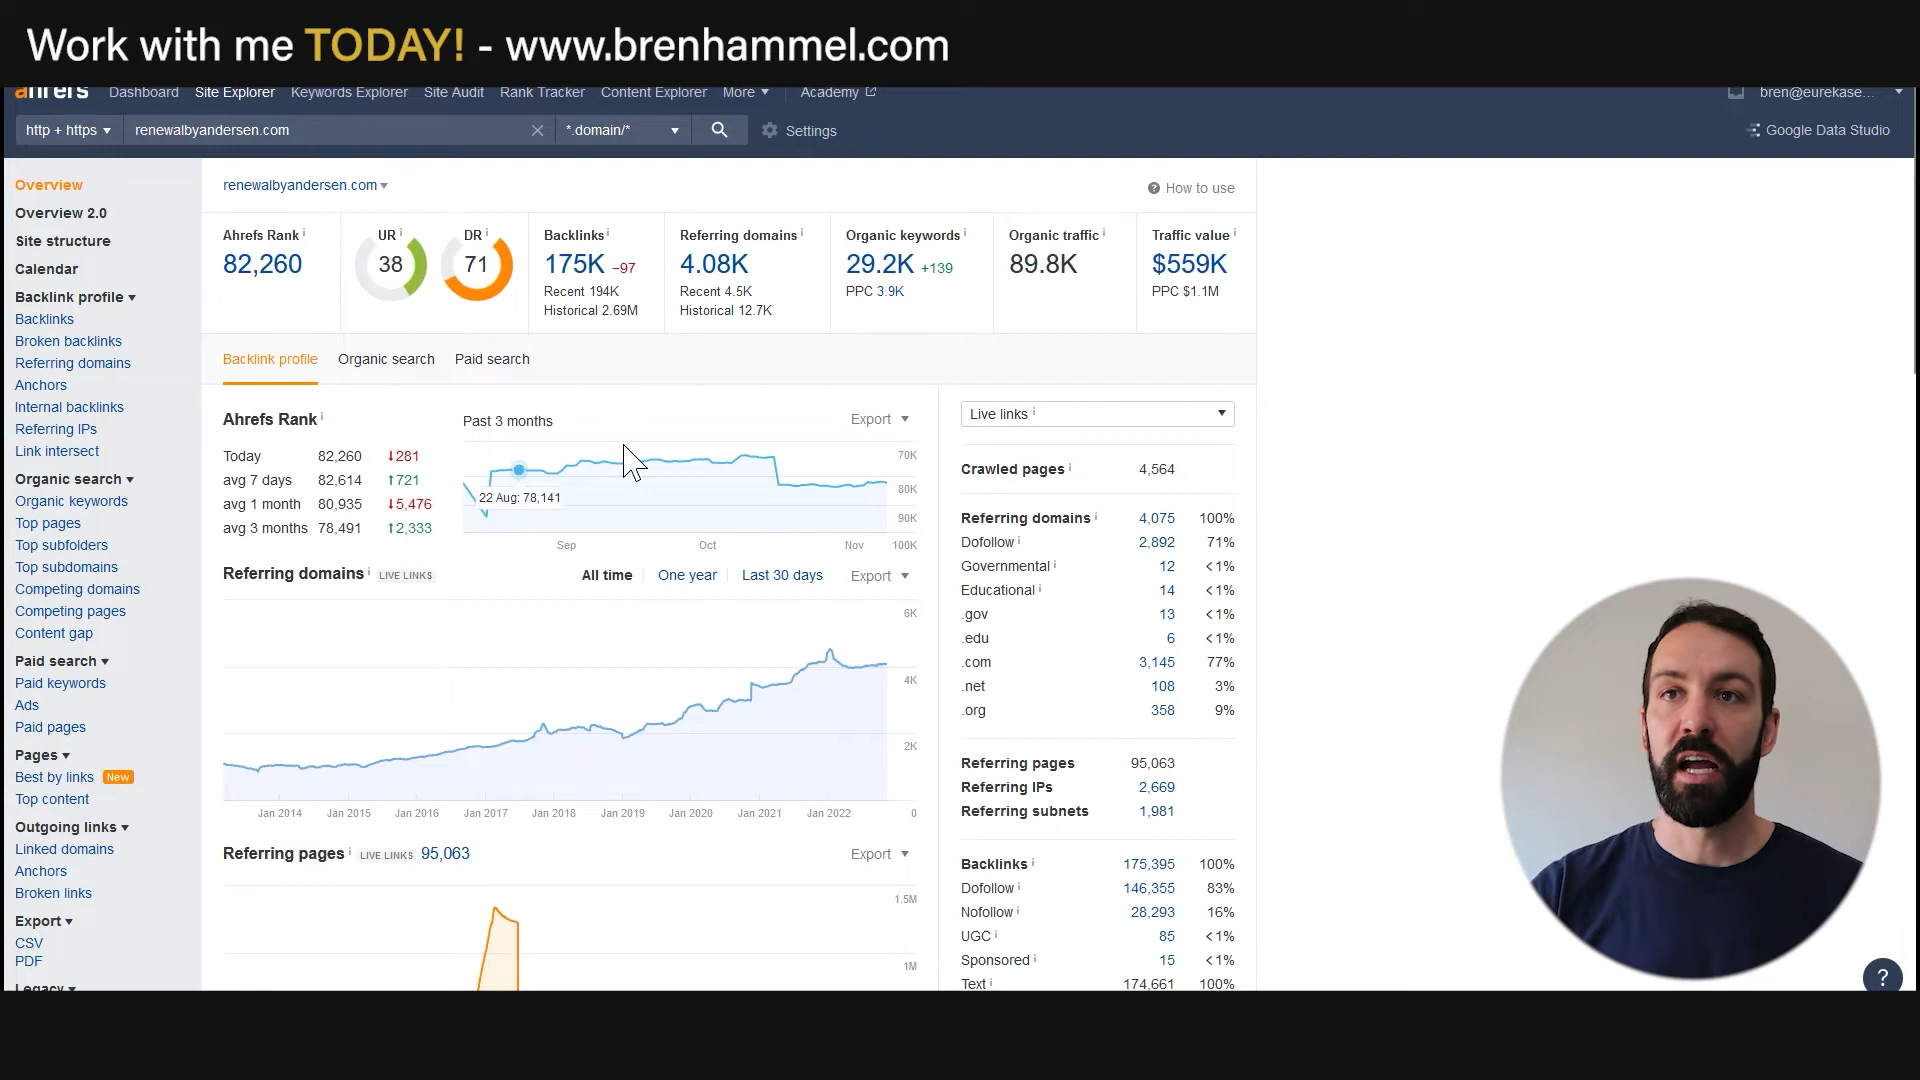 Work with me TODAY! - www.brenhammel.com
ahrefs Dashboard Site Explorer Keywords Explorer Site Audit Rank Tracker Content Explorer More Academy bren@eurekase...
http + https renewalbyandersen.com *.domain/* Settings Google Data Studio
Overview
Overview 2.0
Site structure
Calendar
Backlink profile
Backlinks
Broken backlinks
Referring domains
Anchors
Internal backlinks
Referring IPs
Link intersect
Organic search
Organic keywords
Top pages
Top subfolders
Top subdomains
Competing domains
Competing pages
Content gap
Paid search
Paid keywords
Ads
Paid pages
Pages
Best by links New
Top content
Outgoing links
Linked domains
Anchors
Broken links
Export
CSV
PDF
Legacy
renewalbyandersen.com How to use
Ahrefs Rank UR DR Backlinks Referring domains Organic keywords Organic traffic Traffic value
82,260 38 71 175K −97 4.08K 29.2K +139 89.8K $559K
Recent 194K Recent 4.5K PPC 3.9K PPC $1.1M
Historical 2.69M Historical 12.7K
Backlink profile Organic search Paid search
Ahrefs Rank Past 3 months Export
Today 82,260 ↓281
avg 7 days 82,614 ↑721
avg 1 month 80,935 ↓5,476
avg 3 months 78,491 ↑2,333
22 Aug: 78,141
70K
80K
90K
100K
Sep Oct Nov
Referring domains LIVE LINKS All time One year Last 30 days Export
6K
4K
2K
0
Jan 2014 Jan 2015 Jan 2016 Jan 2017 Jan 2018 Jan 2019 Jan 2020 Jan 2021 Jan 2022
Referring pages LIVE LINKS 95,063 Export
1.5M
1M
Live links
Crawled pages 4,564
Referring domains 4,075 100%
Dofollow 2,892 71%
Governmental 12 <1%
Educational 14 <1%
.gov 13 <1%
.edu 6 <1%
.com 3,145 77%
.net 108 3%
.org 358 9%
Referring pages 95,063
Referring IPs 2,669
Referring subnets 1,981
Backlinks 175,395 100%
Dofollow 146,355 83%
Nofollow 28,293 16%
UGC 85 <1%
Sponsored 15 <1%
Text 174,661 100%
?